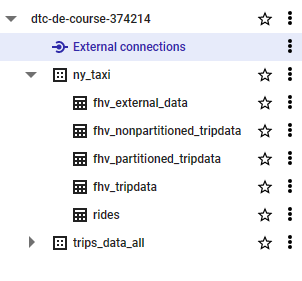 dtc-de-course-374214
External connections
ny_taxi
fhv_external_data
fhv_nonpartitioned_tripdata
fhv_partitioned_tripdata
fhv_tripdata
rides
trips_data_all